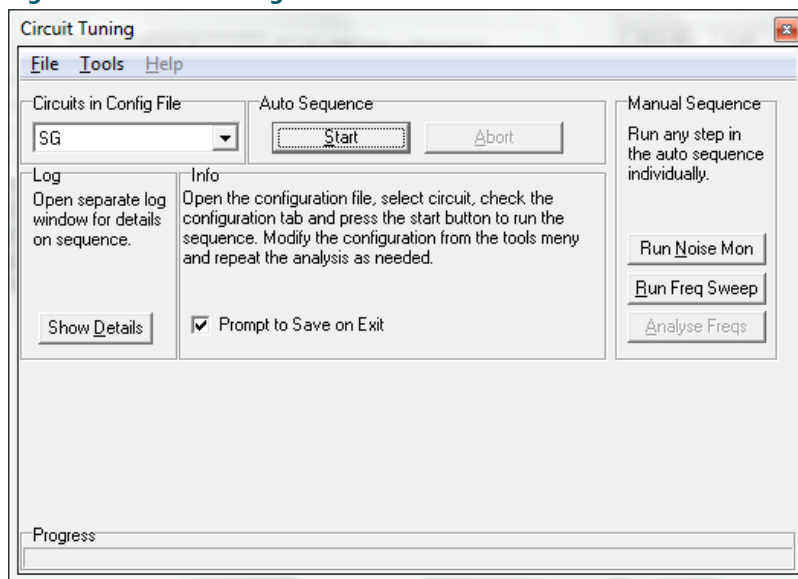 Circuit Tuning
File Tools Help
Circuits in Config File
SG
Auto Sequence
Start Abort
Manual Sequence
Run any step in
the auto sequence
individually.
Run Noise Mon
Run Freq Sweep
Analyse Freqs
Log
Open separate log
window for details
on sequence.
Show Details
Info
Open the configuration file, select circuit, check the
configuration tab and press the start button to run the
sequence. Modify the configuration from the tools meny
and repeat the analysis as needed.
Prompt to Save on Exit
Progress